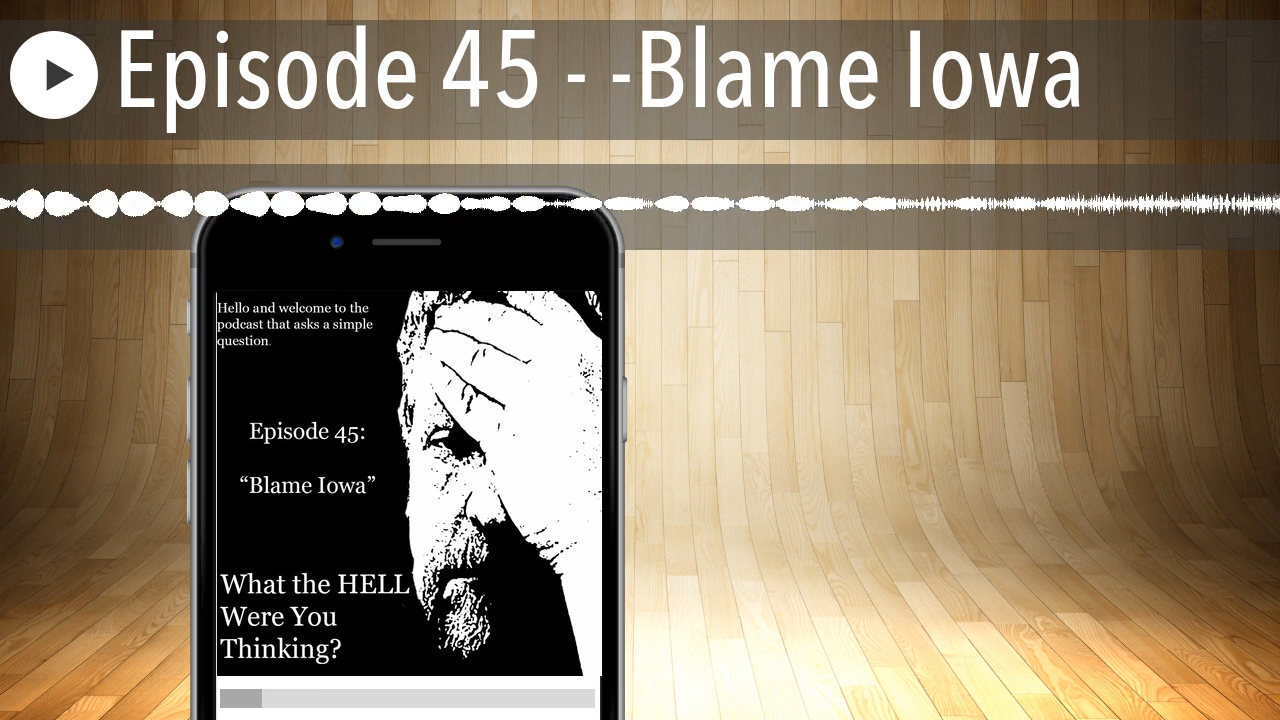 Episode 45 - -Blame Iowa
Hello and welcome to the
podcast that asks a simple
question.
Episode 45:
“Blame Iowa”
What the HELL
Were You
Thinking?